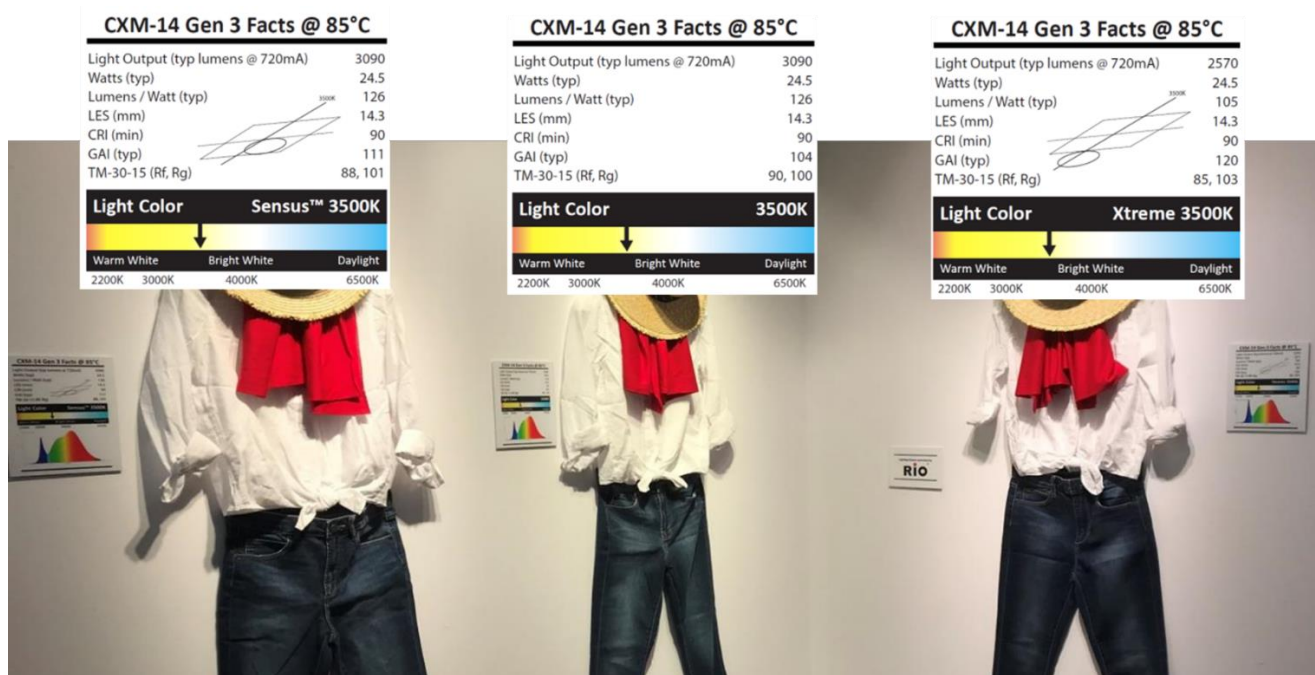 CXM-14 Gen 3 Facts @ 85°C
Light Output (typ lumens @ 720mA) 3090
Watts (typ) 24.5
Lumens / Watt (typ) 126
LES (mm) 14.3
CRI (min) 90
GAI (typ) 111
TM-30-15 (Rf, Rg) 88, 101
3500K
Light Color Sensus™ 3500K
Warm White Bright White Daylight
2200K 3000K 4000K 6500K
CXM-14 Gen 3 Facts @ 85°C
Light Output (typ lumens @ 720mA) 3090
Watts (typ) 24.5
Lumens / Watt (typ) 126
LES (mm) 14.3
CRI (min) 90
GAI (typ) 104
TM-30-15 (Rf, Rg) 90, 100
Light Color 3500K
Warm White Bright White Daylight
2200K 3000K 4000K 6500K
CXM-14 Gen 3 Facts @ 85°C
Light Output (typ lumens @ 720mA) 2570
Watts (typ) 24.5
Lumens / Watt (typ) 105
LES (mm) 14.3
CRI (min) 90
GAI (typ) 120
TM-30-15 (Rf, Rg) 85, 103
3500K
Light Color Xtreme 3500K
Warm White Bright White Daylight
2200K 3000K 4000K 6500K
CXM-14 Gen 3 Facts @ 85°C
Light Color Sensus™ 3500K
RIO